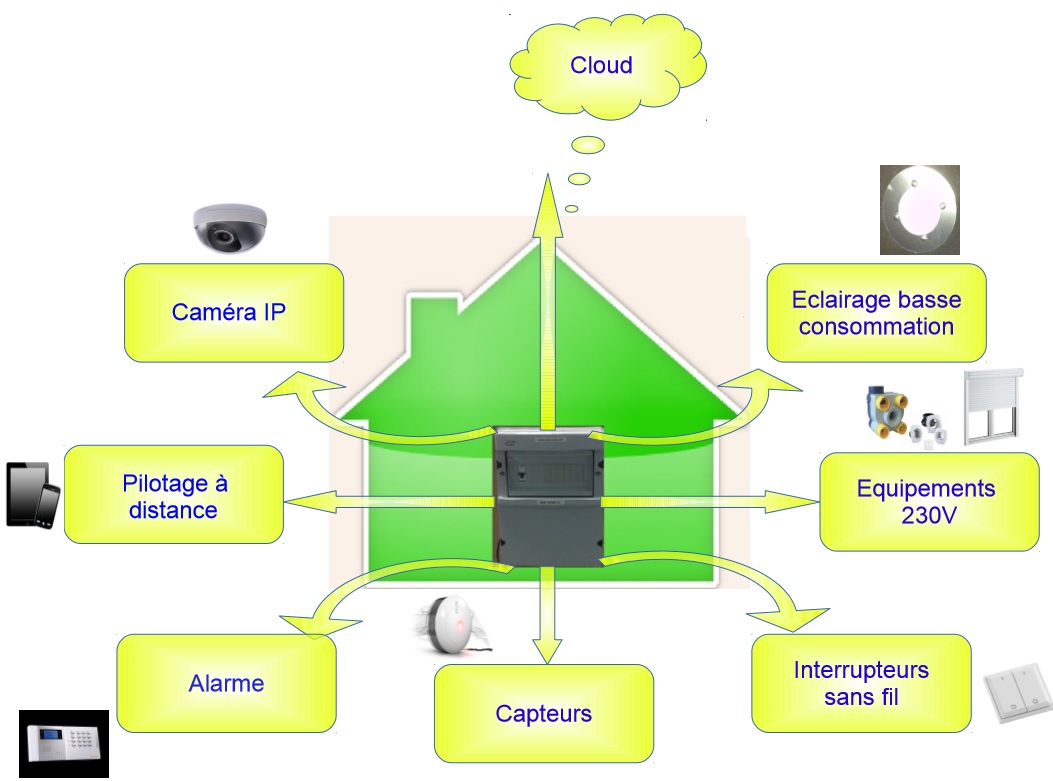 Cloud
Caméra IP
Eclairage basse
consommation
Pilotage à
distance
Equipements
230V
Alarme
Capteurs
Interrupteurs
sans fil